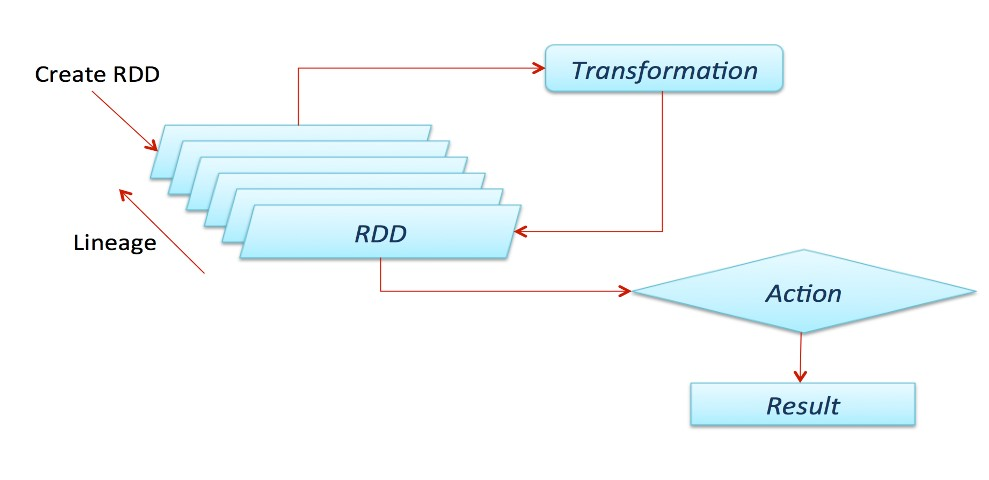 Create RDD
Transformation
Lineage
RDD
Action
Result